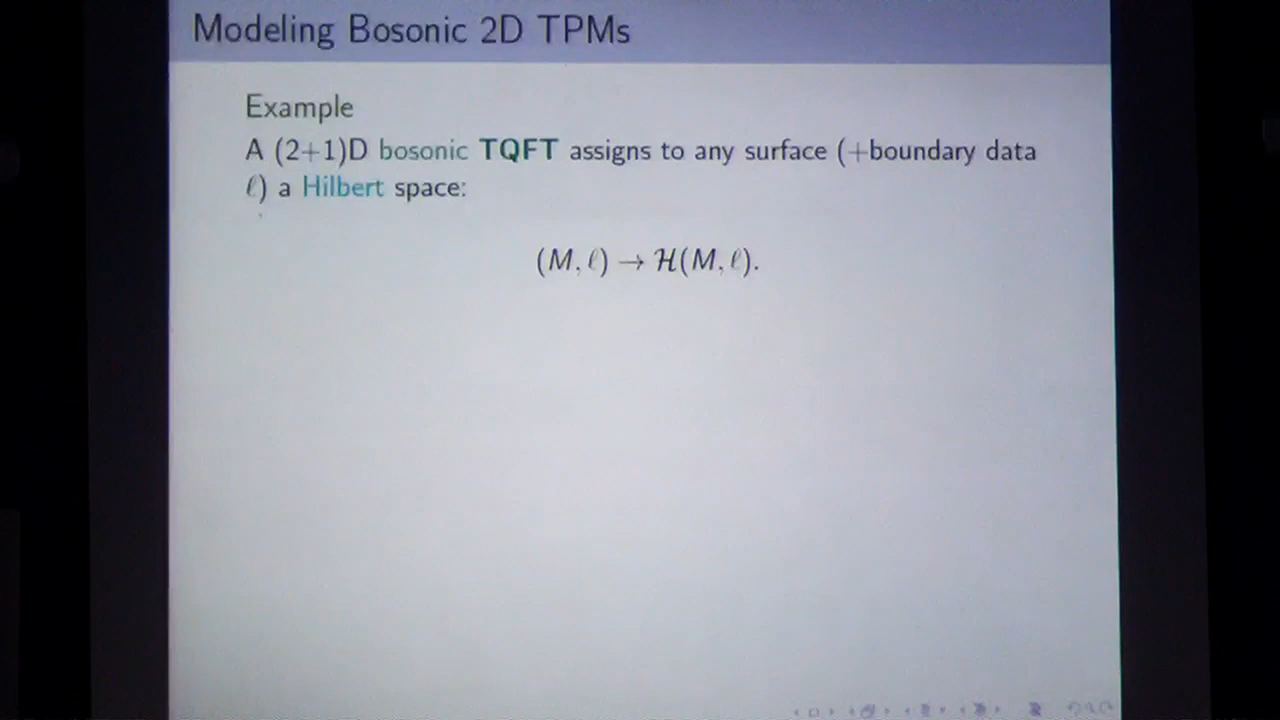 Modeling Bosonic 2D TPMs
Example
A (2+1)D bosonic TQFT assigns to any surface (+boundary data
ℓ) a Hilbert space:
(M, ℓ) → ℋ(M, ℓ).